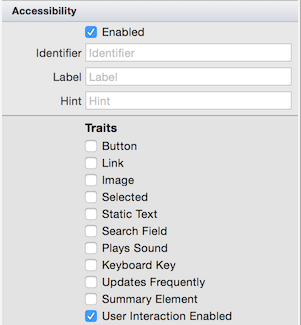 Accessibility
Enabled
Identifier Identifier
Label Label
Hint Hint
Traits
Button
Link
Image
Selected
Static Text
Search Field
Plays Sound
Keyboard Key
Updates Frequently
Summary Element
User Interaction Enabled